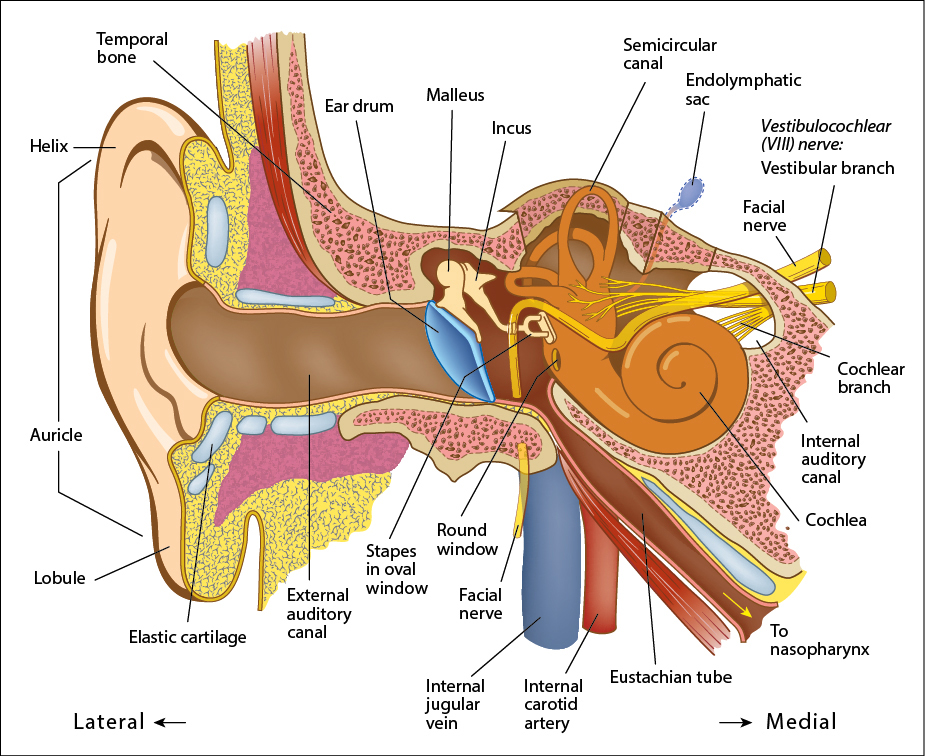 Temporal
bone
Ear drum
Malleus
Incus
Semicircular
canal
Endolymphatic
sac
Vestibulocochlear
(VIII) nerve:
Vestibular branch
Facial
nerve
Helix
Auricle
Lobule
Elastic cartilage
External
auditory
canal
Stapes
in oval
window
Round
window
Facial
nerve
Internal
jugular
vein
Internal
carotid
artery
Eustachian tube
To
nasopharynx
Cochlea
Internal
auditory
canal
Cochlear
branch
Lateral
Medial